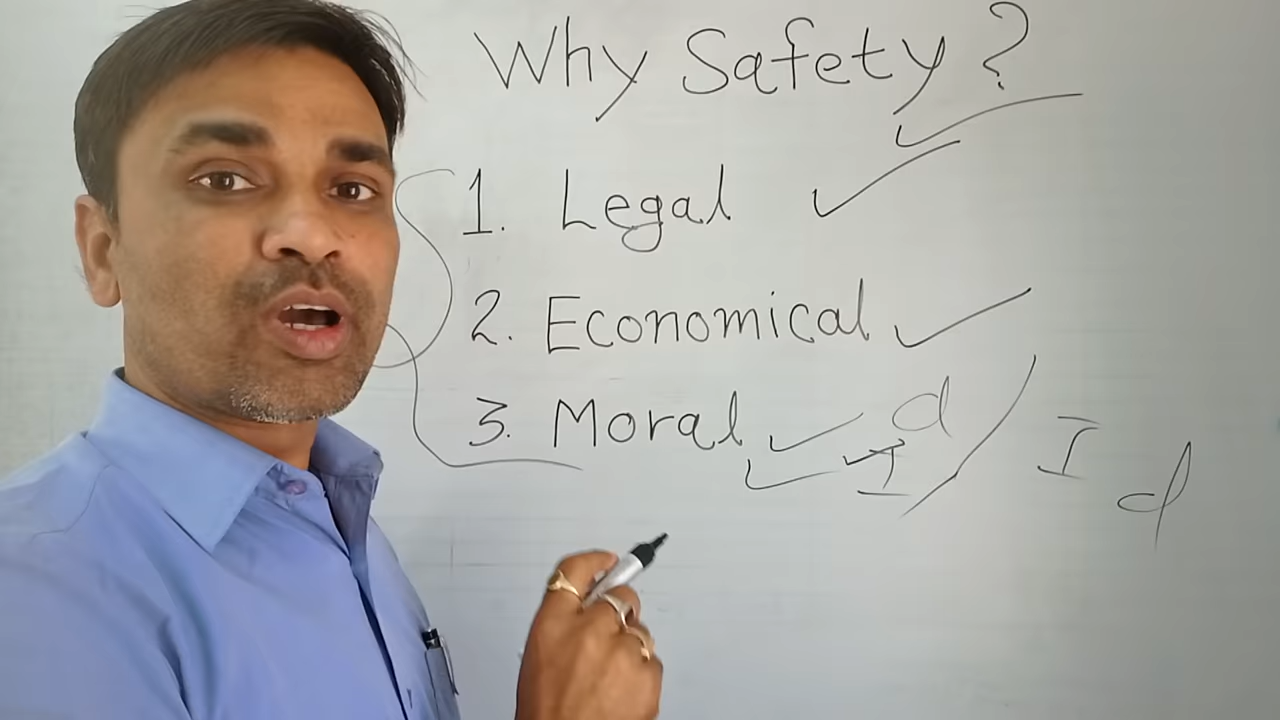 Why Safety ?
1. Legal
2. Economical
3. Moral
d
I
I
d